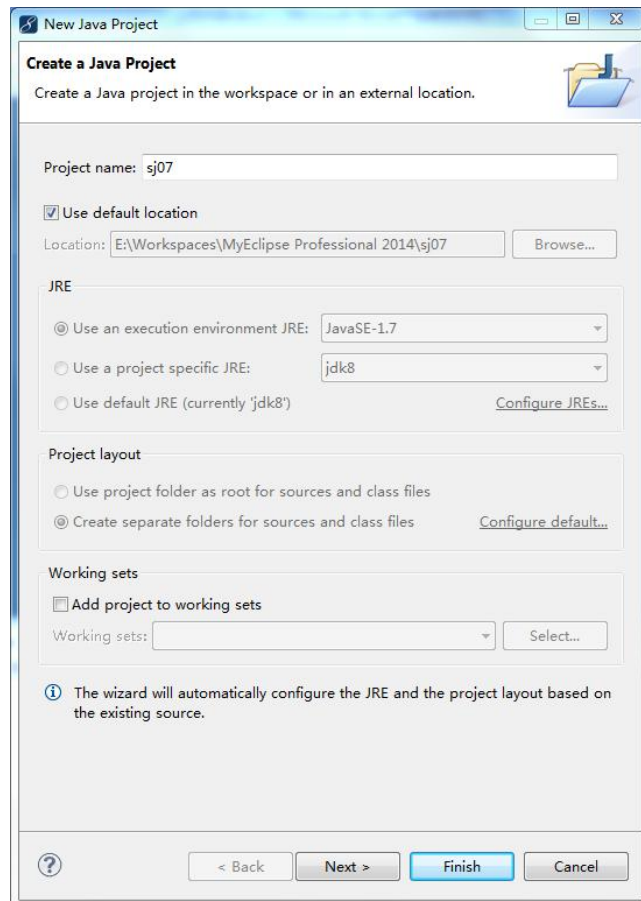 New Java Project
Create a Java Project
Create a Java project in the workspace or in an external location.
Project name: sj07
Use default location
Location: E:\Workspaces\MyEclipse Professional 2014\sj07 Browse...
JRE
Use an execution environment JRE: JavaSE-1.7
Use a project specific JRE: jdk8
Use default JRE (currently 'jdk8') Configure JREs...
Project layout
Use project folder as root for sources and class files
Create separate folders for sources and class files Configure default...
Working sets
Add project to working sets
Working sets: Select...
The wizard will automatically configure the JRE and the project layout based on
the existing source.
< Back Next > Finish Cancel